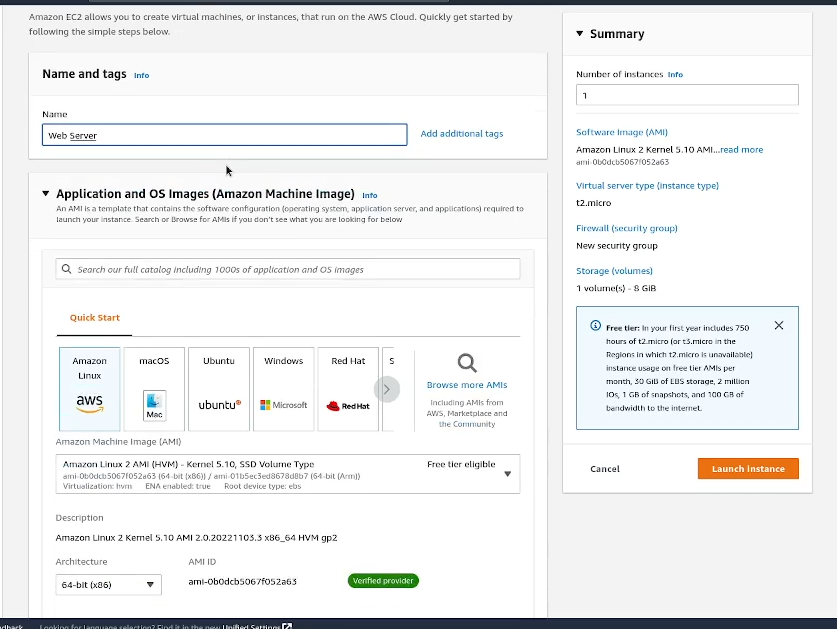 Amazon EC2 allows you to create virtual machines, or instances, that run on the AWS Cloud. Quickly get started by
following the simple steps below.
Name and tags Info
Name
Web Server
Add additional tags
Application and OS Images (Amazon Machine Image) Info
An AMI is a template that contains the software configuration (operating system, application server, and applications) required to
launch your instance. Search or Browse for AMIs if you don't see what you are looking for below
Search our full catalog including 1000s of application and OS images
Quick Start
Amazon
Linux
aws
macOS
Mac
Ubuntu
ubuntu
Windows
Microsoft
Red Hat
Red Hat
S
Browse more AMIs
Including AMIs from
AWS, Marketplace and
the Community
Amazon Machine Image (AMI)
Amazon Linux 2 AMI (HVM) - Kernel 5.10, SSD Volume Type
Free tier eligible
ami-0b0dcb5067f052a63 (64-bit (x86)) / ami-01b5ec3ed8678d8b7 (64-bit (Arm))
Virtualization: hvm ENA enabled: true Root device type: ebs
Description
Amazon Linux 2 Kernel 5.10 AMI 2.0.20221103.3 x86_64 HVM gp2
Architecture
64-bit (x86)
AMI ID
ami-0b0dcb5067f052a63
Verified provider
Summary
Number of instances Info
1
Software Image (AMI)
Amazon Linux 2 Kernel 5.10 AMI...read more
ami-0b0dcb5067f052a63
Virtual server type (instance type)
t2.micro
Firewall (security group)
New security group
Storage (volumes)
1 volume(s) - 8 GiB
Free tier: In your first year includes 750
hours of t2.micro (or t3.micro in the
Regions in which t2.micro is unavailable)
instance usage on free tier AMIs per
month, 30 GiB of EBS storage, 2 million
IOs, 1 GB of snapshots, and 100 GB of
bandwidth to the internet.
Cancel
Launch instance
edback Looking for language selection? Find it in the new Unified Settings